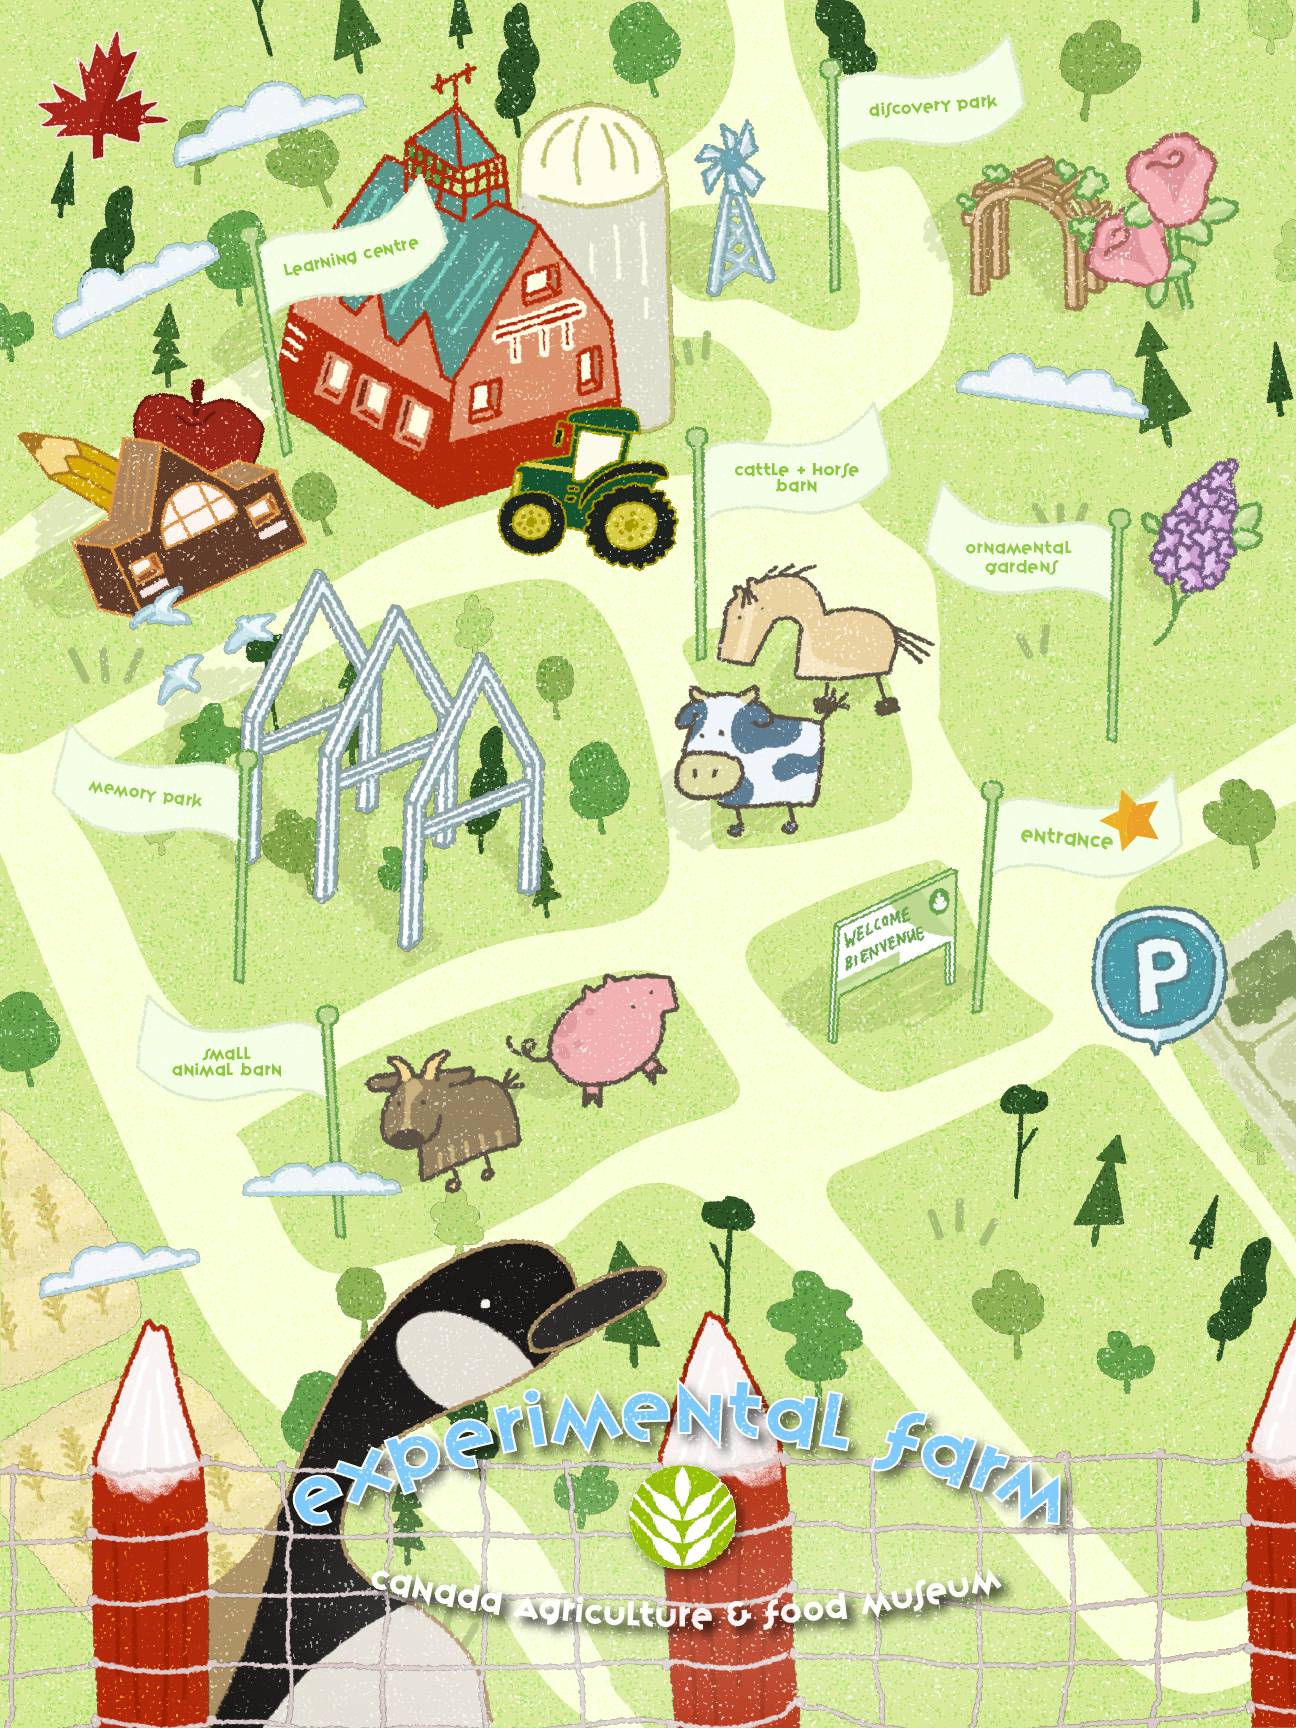 discovery park
Learning centre
cattle + Horse
barn
ornamental
gardens
memory park
entrance
WELCOME
BIENVENUE
P
small
animal barn
experimental farm
canada agriculture & food museum